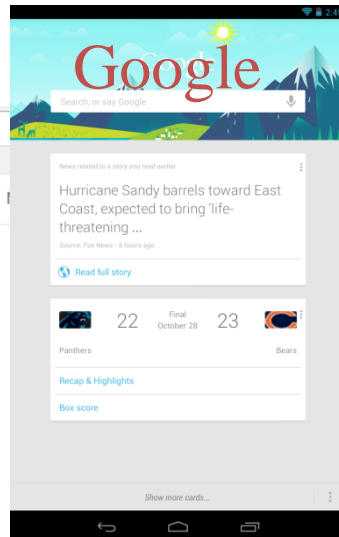 2:4
Google
Search, or say Google
News related to a story you read earlier
Hurricane Sandy barrels toward East
Coast, expected to bring 'life-
threatening ...
Source: Fox News - 6 hours ago
Read full story
22 Final 23
October 28
Panthers Bears
Recap & Highlights
Box score
Show more cards...